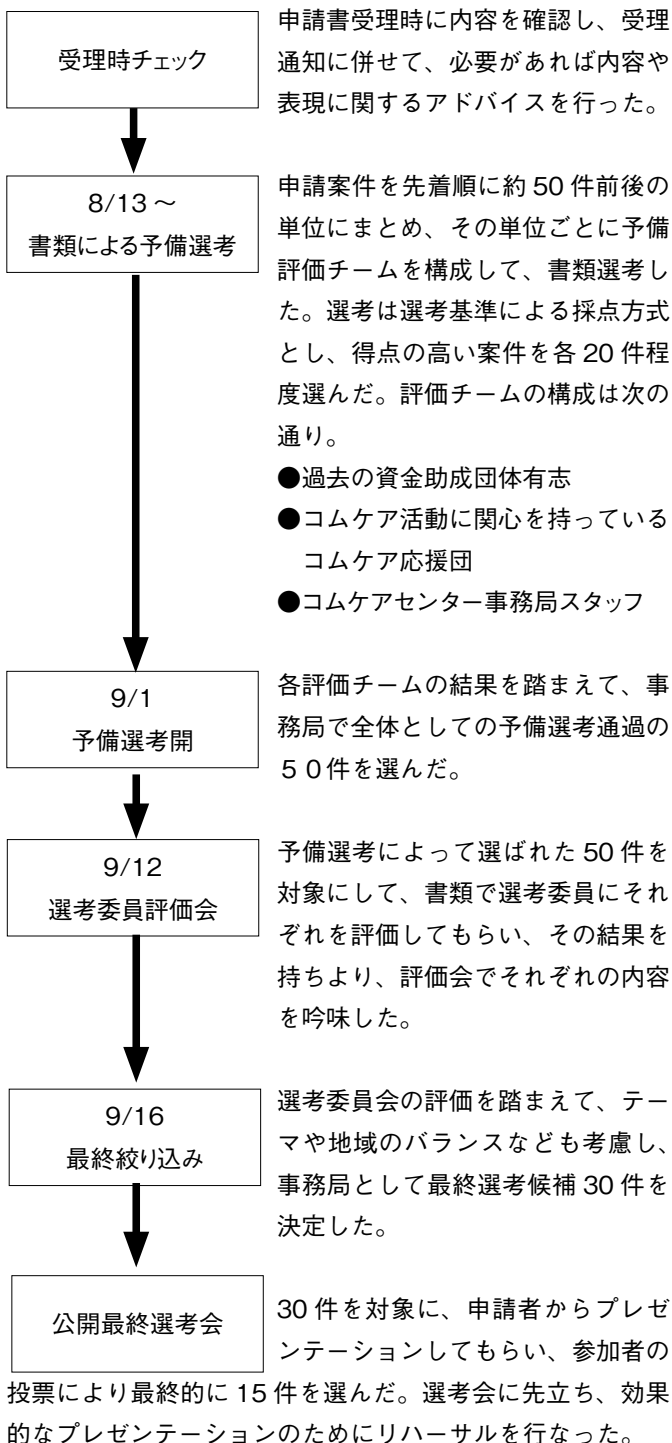 受理時チェック
申請書受理時に内容を確認し、受理
通知に併せて、必要があれば内容や
表現に関するアドバイスを行った。
8/13～
書類による予備選考
申請案件を先着順に約 50 件前後の
単位にまとめ、その単位ごとに予備
評価チームを構成して、書類選考し
た。選考は選考基準による採点方式
とし、得点の高い案件を各 20 件程
度選んだ。評価チームの構成は次の
通り。
●過去の資金助成団体有志
●コムケア活動に関心を持っている
コムケア応援団
●コムケアセンター事務局スタッフ
9/1
予備選考開
各評価チームの結果を踏まえて、事
務局で全体としての予備選考通過の
５０件を選んだ。
9/12
選考委員評価会
予備選考によって選ばれた 50 件を
対象にして、書類で選考委員にそれ
ぞれを評価してもらい、その結果を
持ちより、評価会でそれぞれの内容
を吟味した。
9/16
最終絞り込み
選考委員会の評価を踏まえて、テー
マや地域のバランスなども考慮し、
事務局として最終選考候補 30 件を
決定した。
公開最終選考会
30 件を対象に、申請者からプレゼ
ンテーションしてもらい、参加者の
投票により最終的に 15 件を選んだ。選考会に先立ち、効果
的なプレゼンテーションのためにリハーサルを行なった。